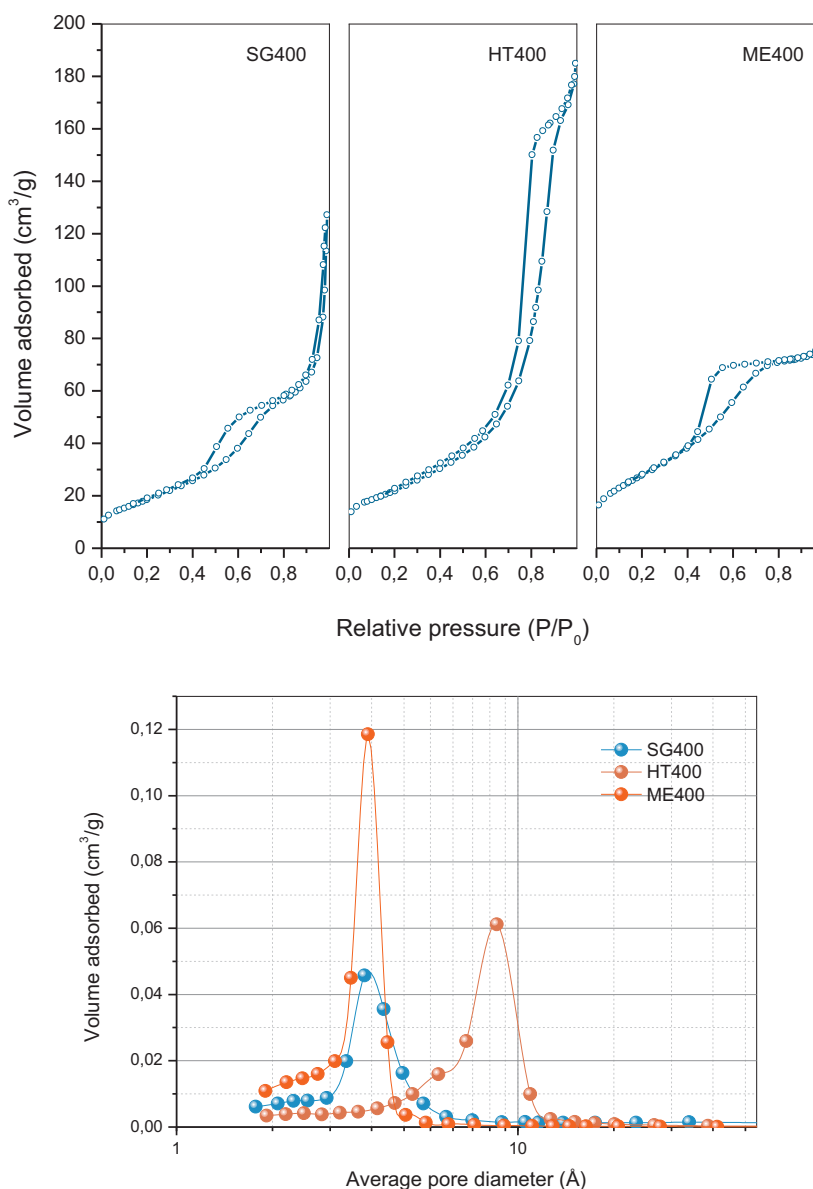 SG400
HT400
ME400
Volume adsorbed (cm³/g)
200
180
160
140
120
100
80
60
40
20
0
0,0 0,2 0,4 0,6 0,8 0,0 0,2 0,4 0,6 0,8 0,0 0,2 0,4 0,6 0,8
Relative pressure (P/P₀)
Volume adsorbed (cm³/g)
0,12
0,10
0,08
0,06
0,04
0,02
0,00
SG400
HT400
ME400
1 10
Average pore diameter (Å)